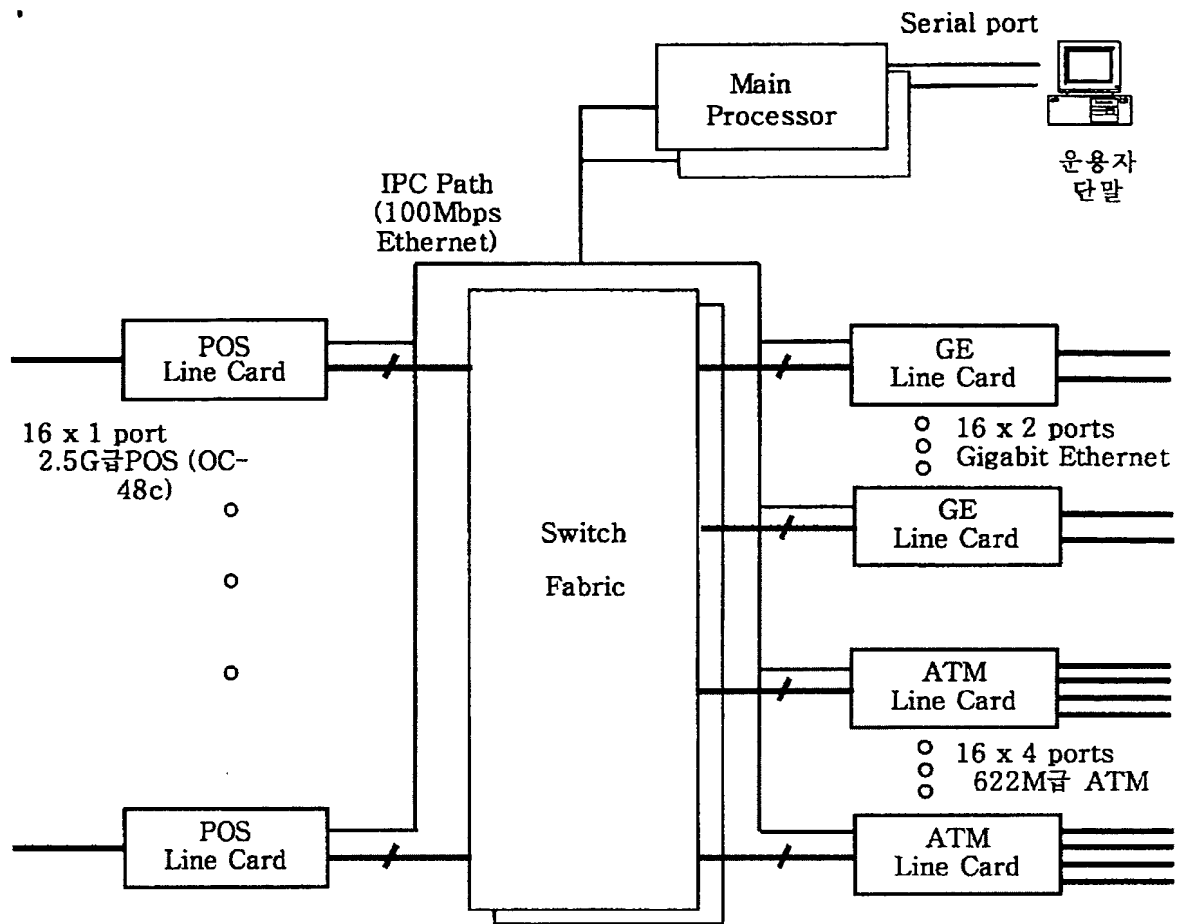 Serial port
Main
Processor
운용자
단말
IPC Path
(100Mbps
Ethernet)
POS
Line Card
16 x 1 port
2.5G급POS (OC-
48c)
POS
Line Card
Switch
Fabric
GE
Line Card
16 x 2 ports
Gigabit Ethernet
GE
Line Card
ATM
Line Card
16 x 4 ports
622M급 ATM
ATM
Line Card